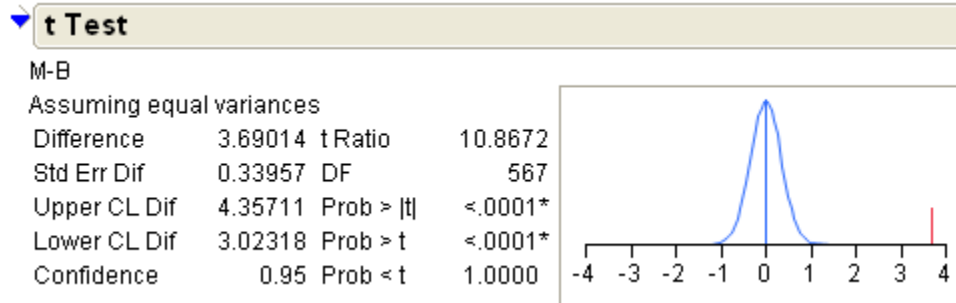 t Test
M-B
Assuming equal variances
Difference 3.69014 t Ratio 10.8672
Std Err Dif 0.33957 DF 567
Upper CL Dif 4.35711 Prob > |t| <.0001*
Lower CL Dif 3.02318 Prob > t <.0001*
Confidence 0.95 Prob < t 1.0000
-4 -3 -2 -1 0 1 2 3 4